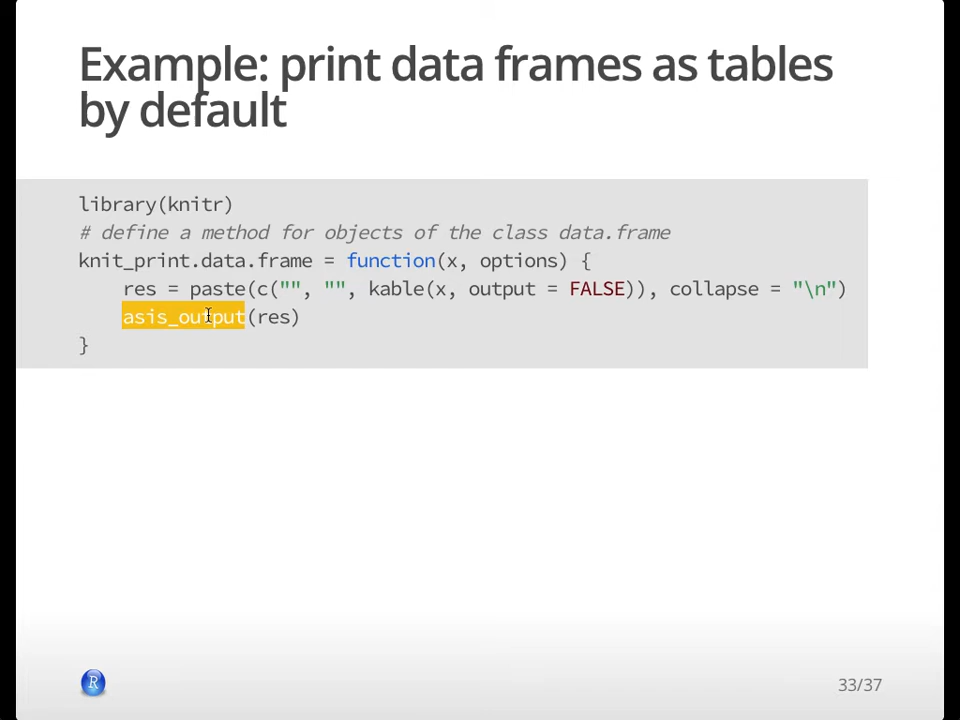 Example: print data frames as tables
by default
library(knitr)
# define a method for objects of the class data.frame
knit_print.data.frame = function(x, options) {
    res = paste(c("", "", kable(x, output = FALSE)), collapse = "\n")
    asis_output(res)
}
R
33/37